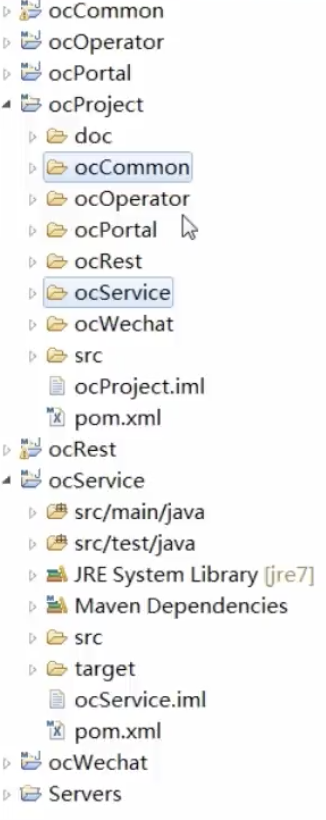 ocCommon
ocOperator
ocPortal
ocProject
doc
ocCommon
ocOperator
ocPortal
ocRest
ocService
ocWechat
src
ocProject.iml
pom.xml
ocRest
ocService
src/main/java
src/test/java
JRE System Library [jre7]
Maven Dependencies
src
target
ocService.iml
pom.xml
ocWechat
Servers